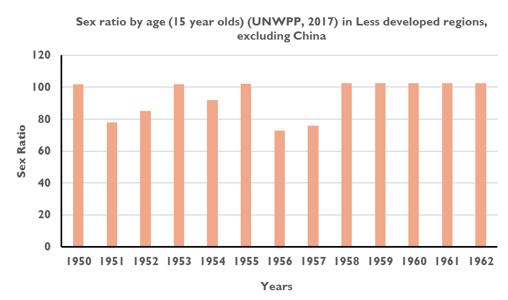 Sex ratio by age (15 year olds) (UNWPP, 2017) in Less developed regions,
excluding China
120
100
80
60
40
20
0
Sex Ratio
1950 1951 1952 1953 1954 1955 1956 1957 1958 1959 1960 1961 1962
Years